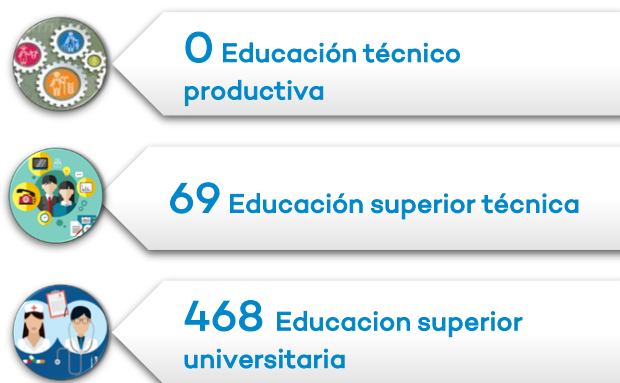 0 Educación técnico
productiva
69 Educación superior técnica
468 Educacion superior
universitaria